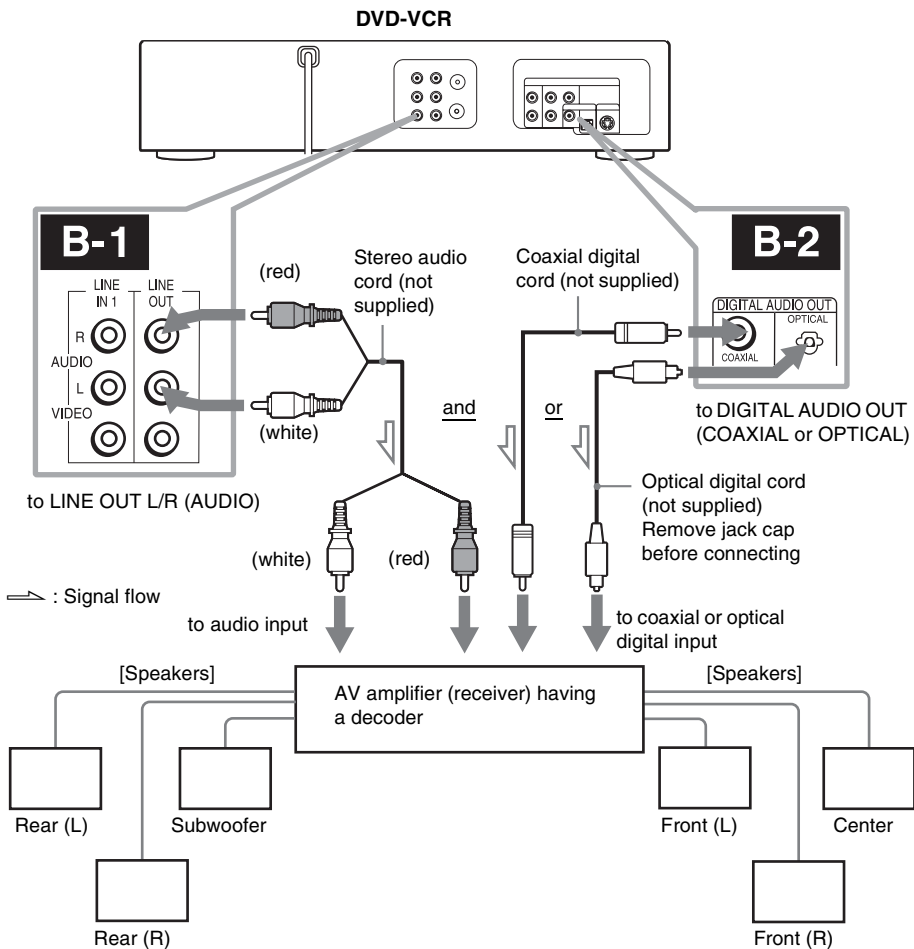 DVD-VCR
B-1
LINE IN 1
LINE OUT
R
AUDIO
L
VIDEO
to LINE OUT L/R (AUDIO)
(red)
(white)
Stereo audio
cord (not
supplied)
Coaxial digital
cord (not supplied)
B-2
DIGITAL AUDIO OUT
OPTICAL
COAXIAL
and
or
to DIGITAL AUDIO OUT
(COAXIAL or OPTICAL)
Optical digital cord
(not supplied)
Remove jack cap
before connecting
(white)
(red)
: Signal flow
to audio input
to coaxial or optical
digital input
[Speakers]
[Speakers]
AV amplifier (receiver) having
a decoder
Rear (L)
Subwoofer
Front (L)
Center
Rear (R)
Front (R)